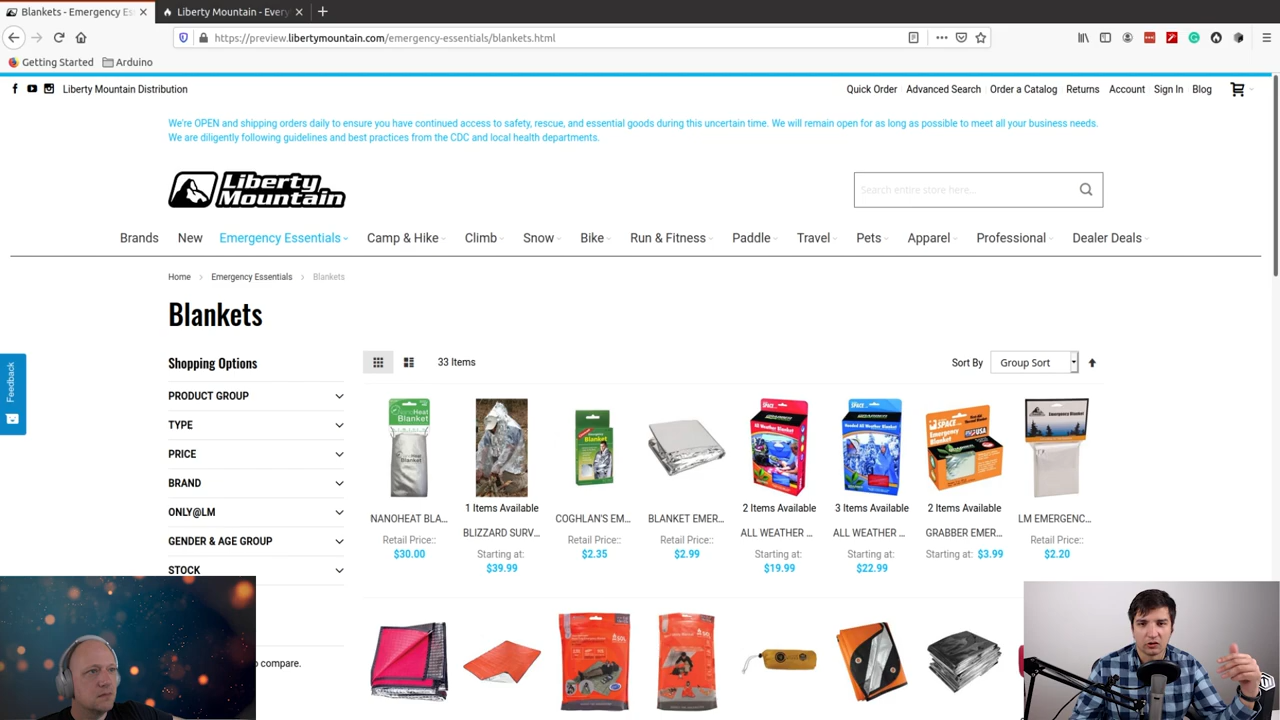 Blankets - Emergency Es
Liberty Mountain - Every
https://preview.libertymountain.com/emergency-essentials/blankets.html
Getting Started
Arduino
Liberty Mountain Distribution
Quick Order
Advanced Search
Order a Catalog
Returns
Account
Sign In
Blog
We're OPEN and shipping orders daily to ensure you have continued access to safety, rescue, and essential goods during this uncertain time. We will remain open for as long as possible to meet all your business needs.
We are diligently following guidelines and best practices from the CDC and local health departments.
Liberty
Mountain
Search entire store here...
Brands
New
Emergency Essentials
Camp & Hike
Climb
Snow
Bike
Run & Fitness
Paddle
Travel
Pets
Apparel
Professional
Dealer Deals
Home
Emergency Essentials
Blankets
Blankets
Shopping Options
33 Items
Sort By
Group Sort
PRODUCT GROUP
TYPE
PRICE
BRAND
ONLY@LM
GENDER & AGE GROUP
STOCK
Feedback
1 Items Available
2 Items Available
3 Items Available
2 Items Available
NANOHEAT BLA...
BLIZZARD SURV...
COGHLAN'S EM...
BLANKET EMER...
ALL WEATHER ...
ALL WEATHER ...
GRABBER EMER...
LM EMERGENC...
Retail Price::
$30.00
Starting at:
$39.99
Retail Price::
$2.35
Retail Price::
$2.99
Starting at:
$19.99
Starting at:
$22.99
Starting at: $3.99
Retail Price::
$2.20
o compare.